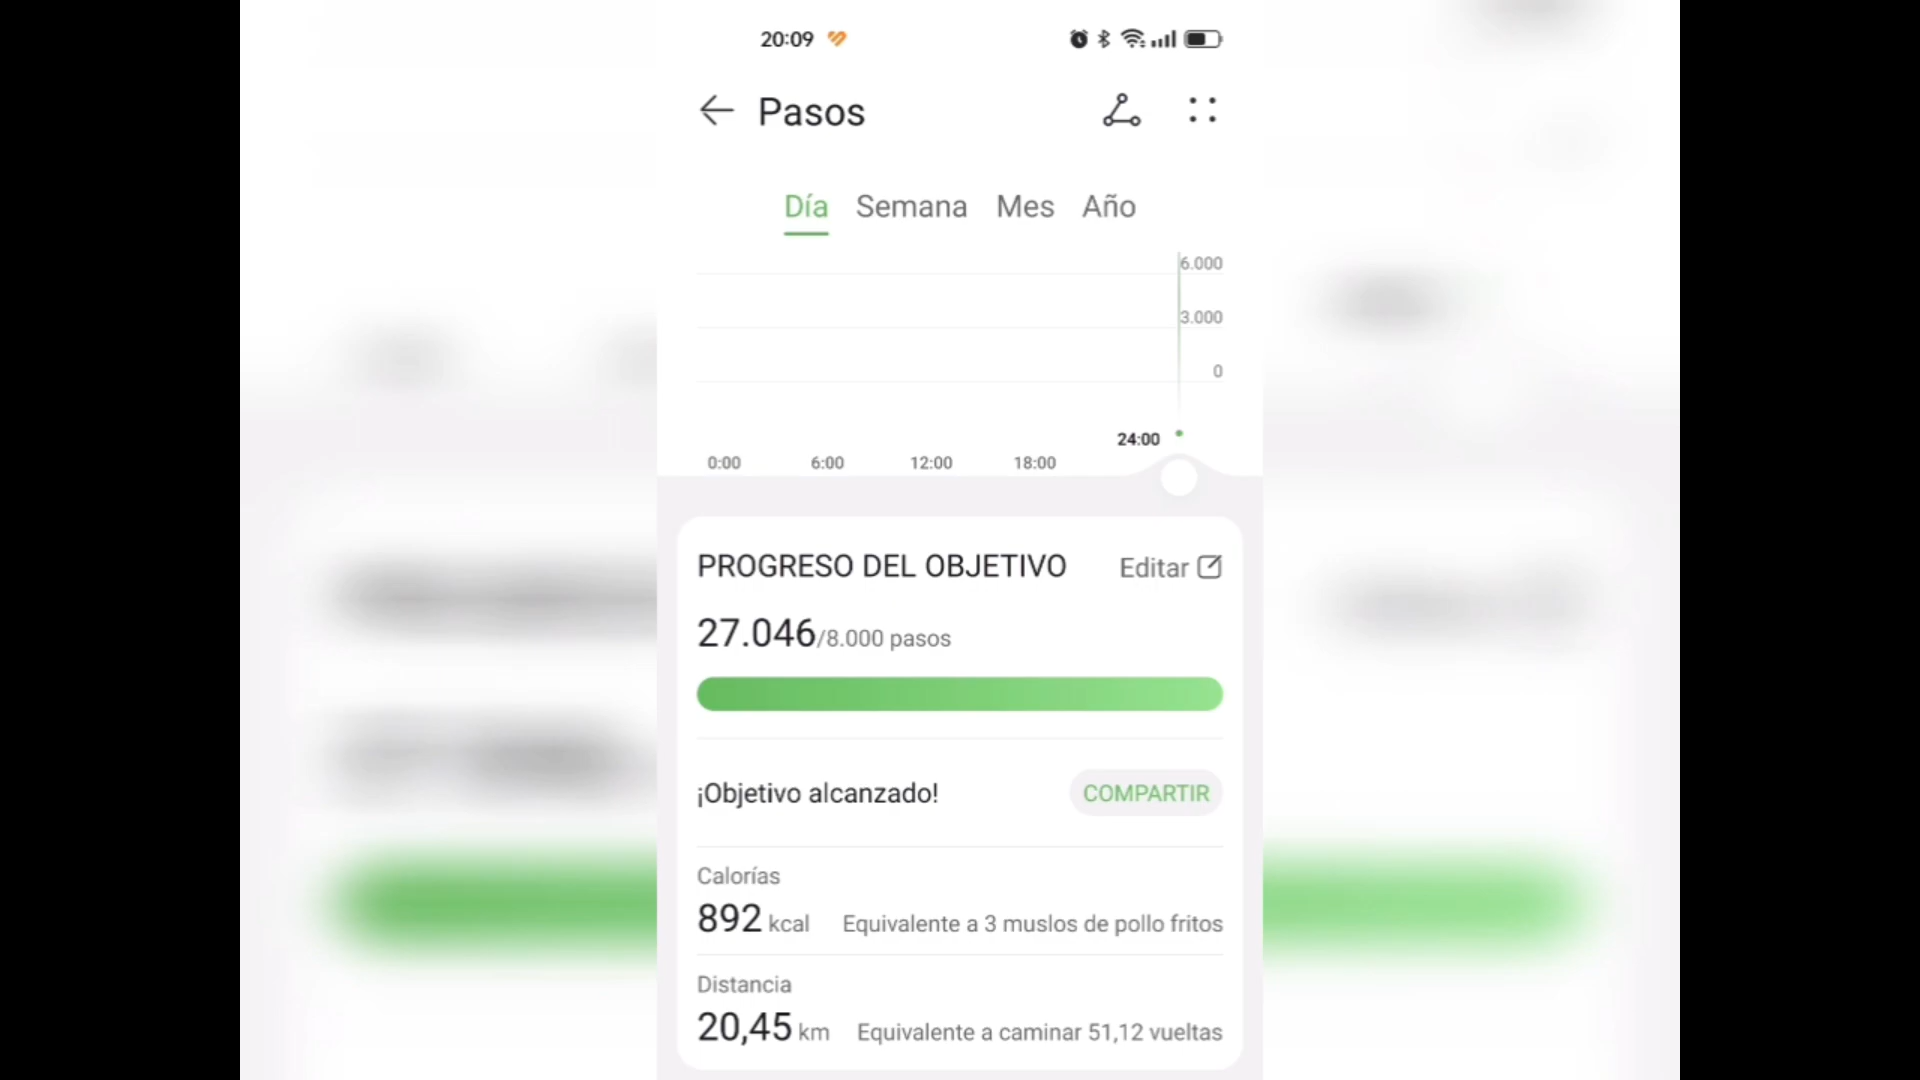 20:09
Pasos
Día Semana Mes Año
6.000
3.000
0
24:00
0:00 6:00 12:00 18:00
PROGRESO DEL OBJETIVO Editar
27.046/8.000 pasos
¡Objetivo alcanzado! COMPARTIR
Calorías
892 kcal Equivalente a 3 muslos de pollo fritos
Distancia
20,45 km Equivalente a caminar 51,12 vueltas